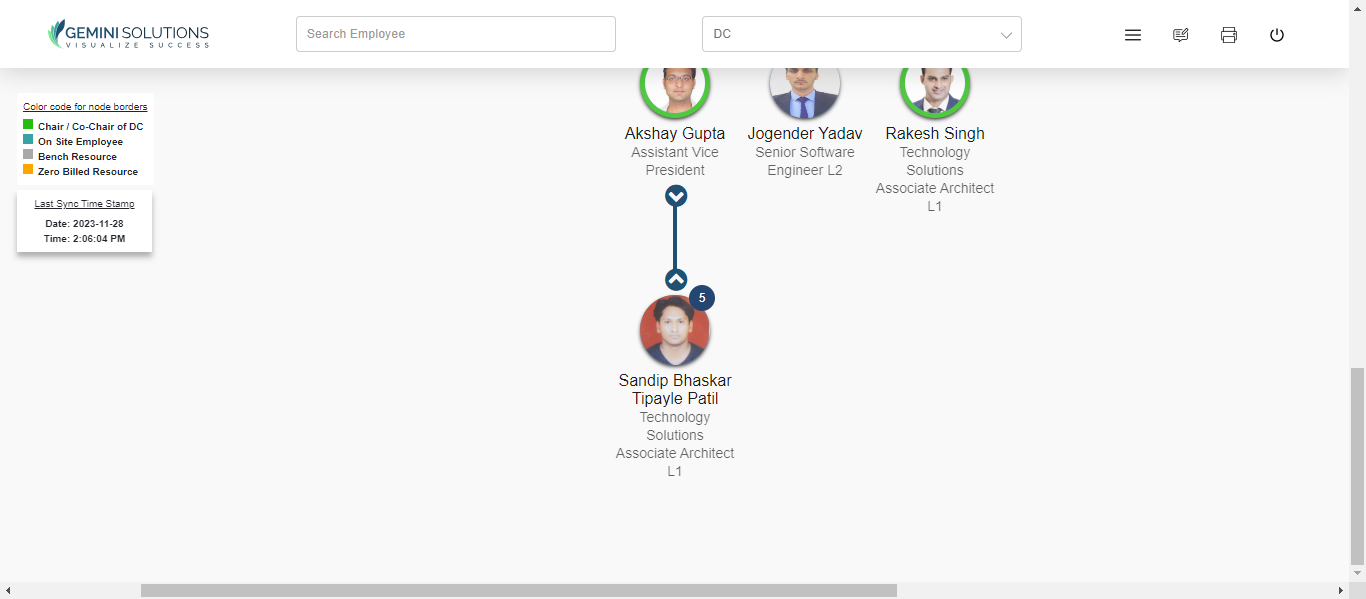 GEMINI SOLUTIONS
VISUALIZE SUCCESS
Search Employee
DC
Color code for node borders
Chair / Co-Chair of DC
On Site Employee
Bench Resource
Zero Billed Resource
Last Sync Time Stamp
Date: 2023-11-28
Time: 2:06:04 PM
Akshay Gupta
Assistant Vice
President
Jogender Yadav
Senior Software
Engineer L2
Rakesh Singh
Technology
Solutions
Associate Architect
L1
5
Sandip Bhaskar
Tipayle Patil
Technology
Solutions
Associate Architect
L1